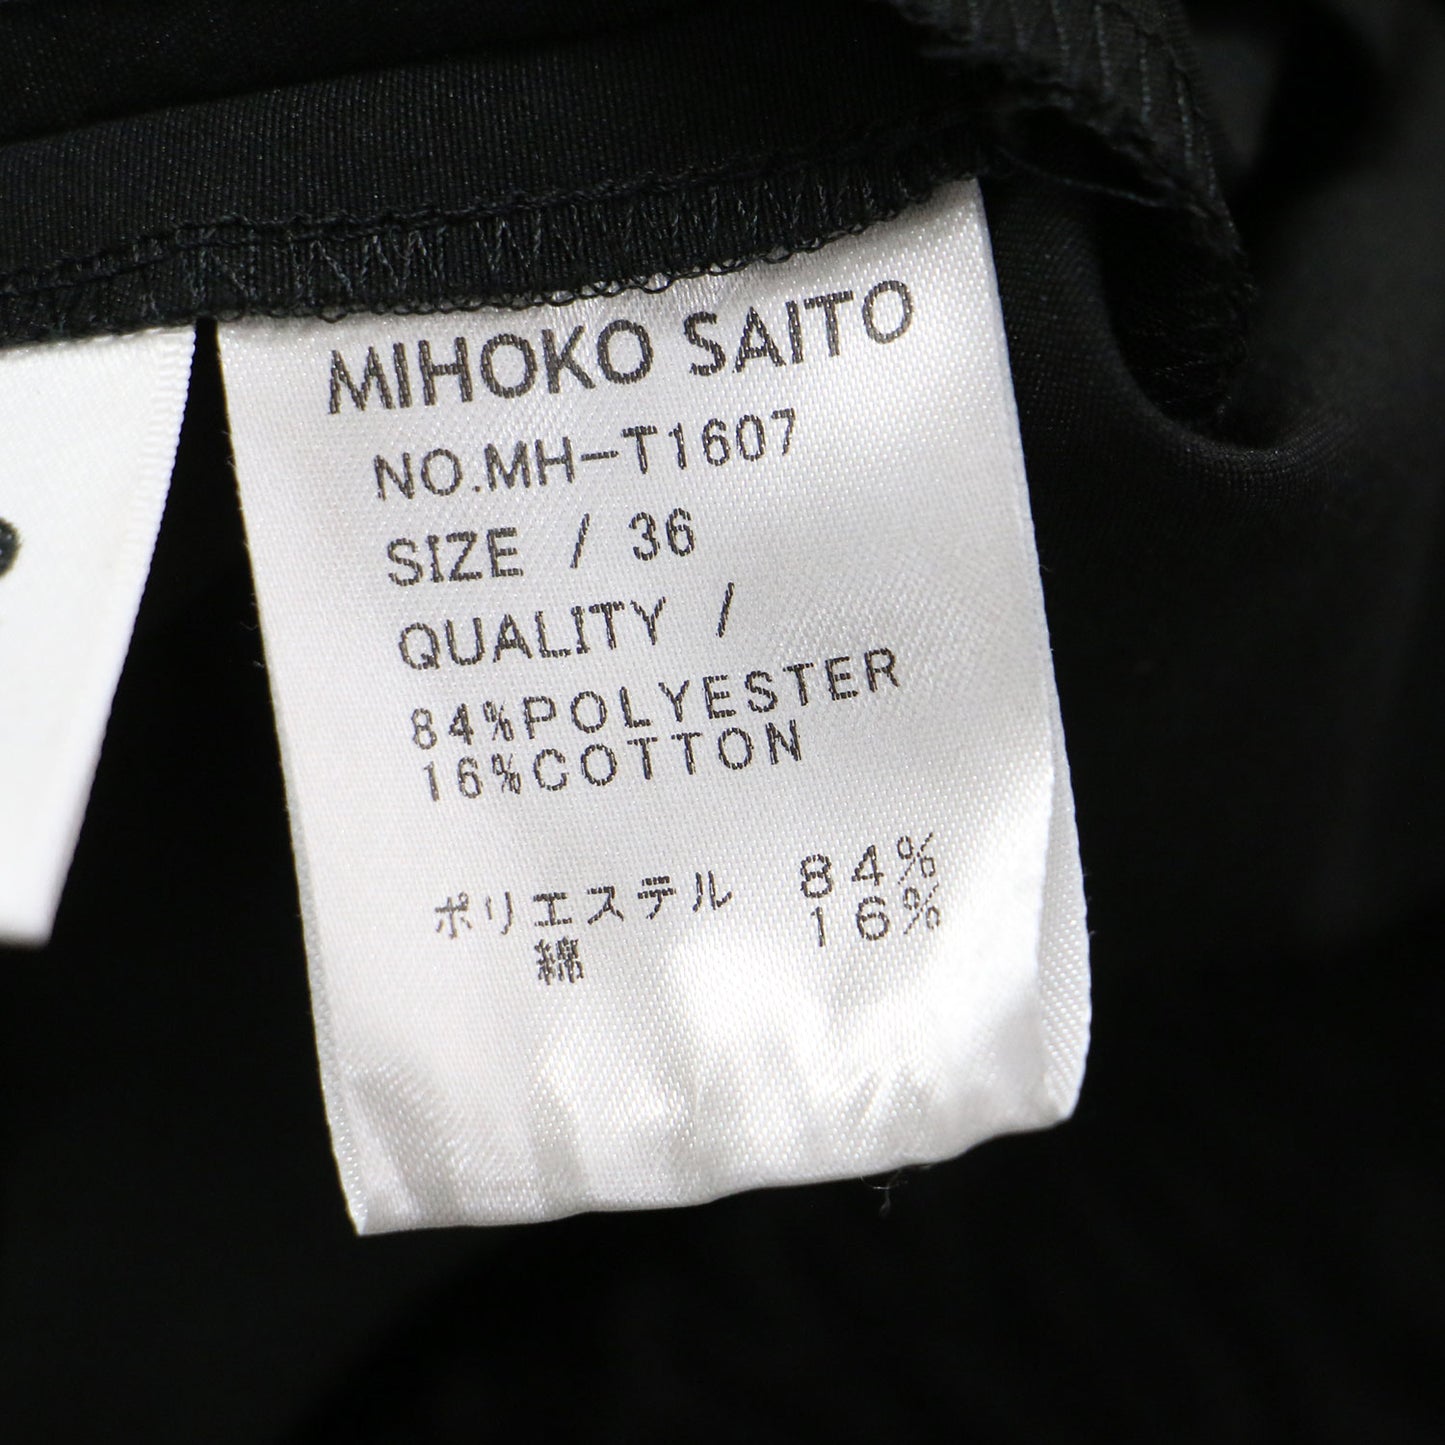 MIHOKO SAITO
NO.MH-T1607
SIZE / 36
QUALITY /
84%POLYESTER
16%COTTON
ポリエステル 84%
綿 16%